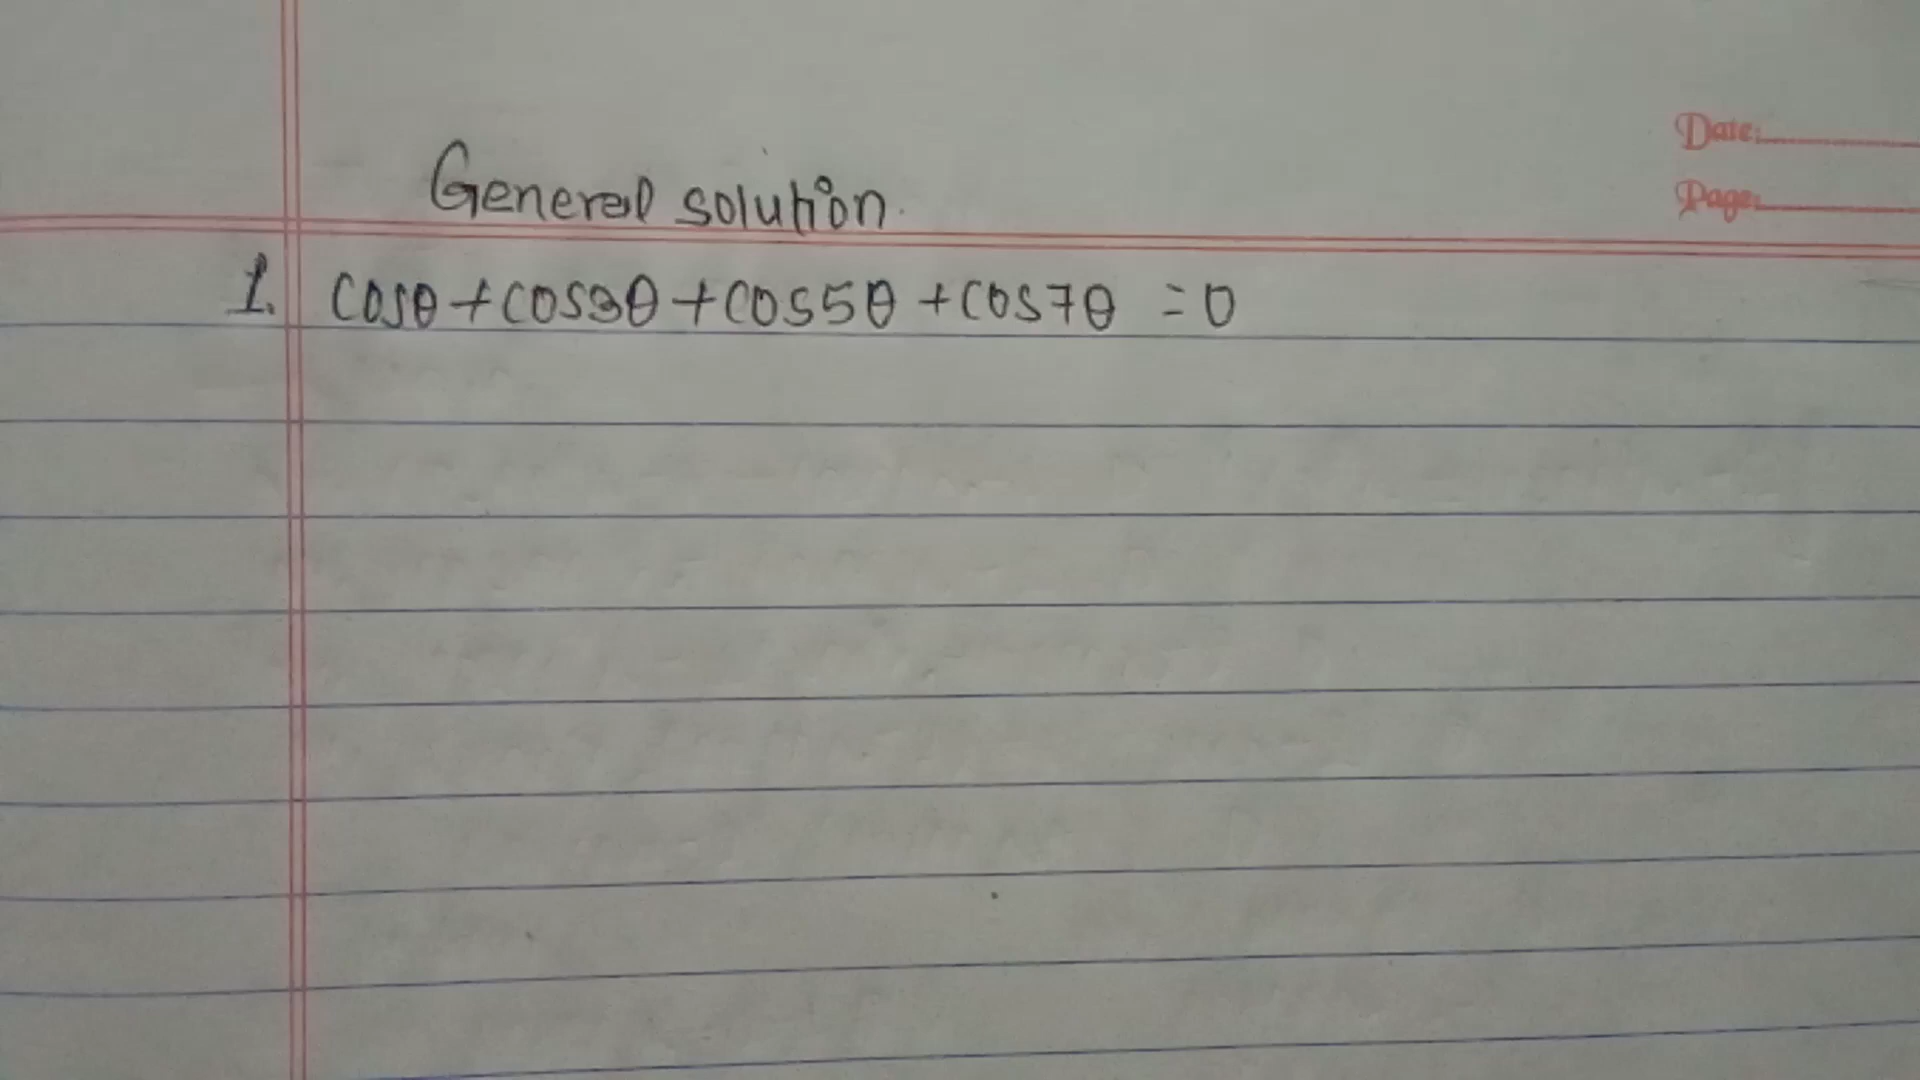 Date:
Page:
General solution.
1. cosθ+cos3θ+cos5θ+cos7θ =0